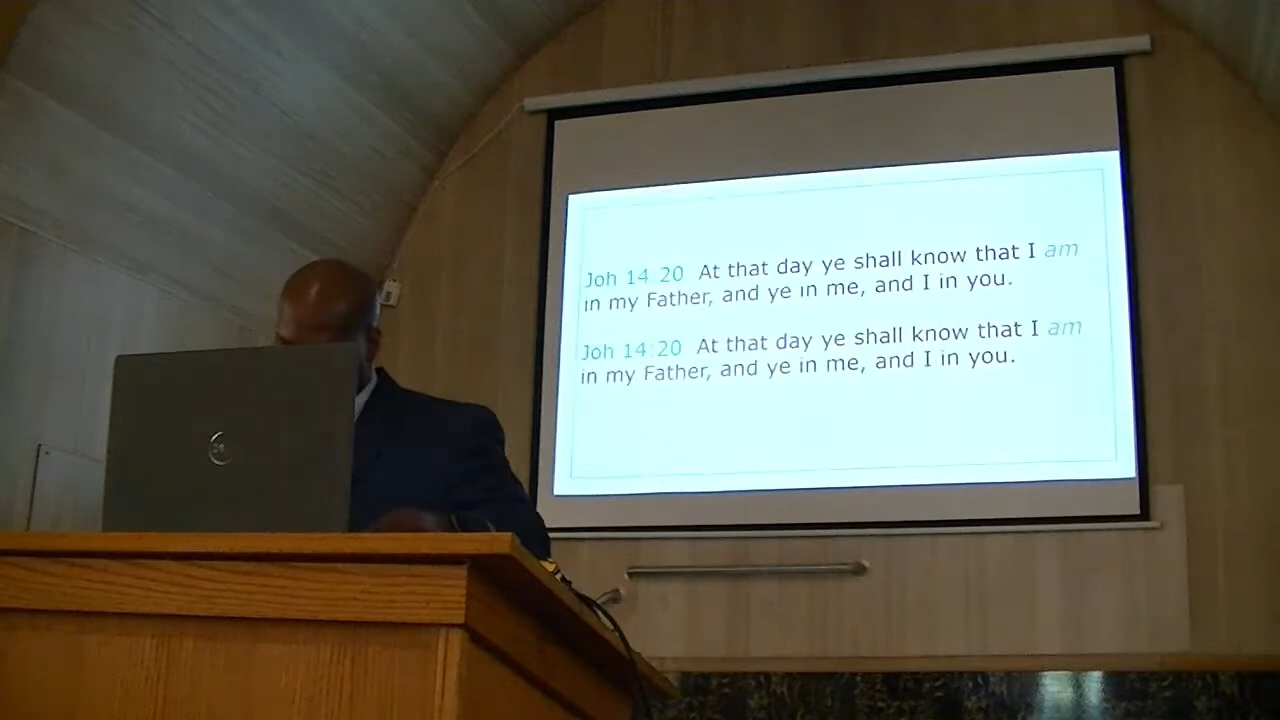 Joh 14:20 At that day ye shall know that I am
in my Father, and ye in me, and I in you.
Joh 14:20 At that day ye shall know that I am
in my Father, and ye in me, and I in you.